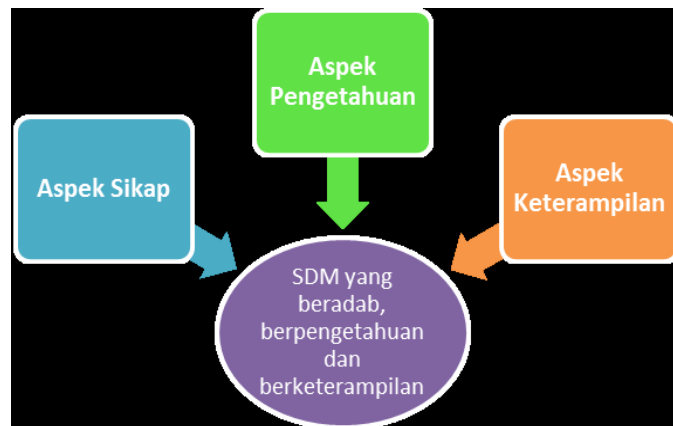 Aspek
Pengetahuan
Aspek Sikap
Aspek
Keterampilan
SDM yang
beradab,
berpengetahuan
dan
berketerampilan